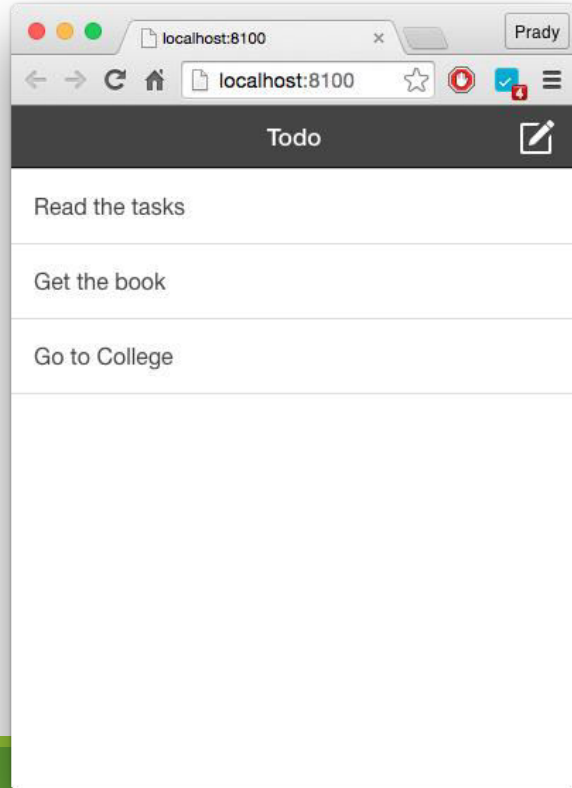 localhost:8100
Prady
localhost:8100
4
Todo
Read the tasks
Get the book
Go to College